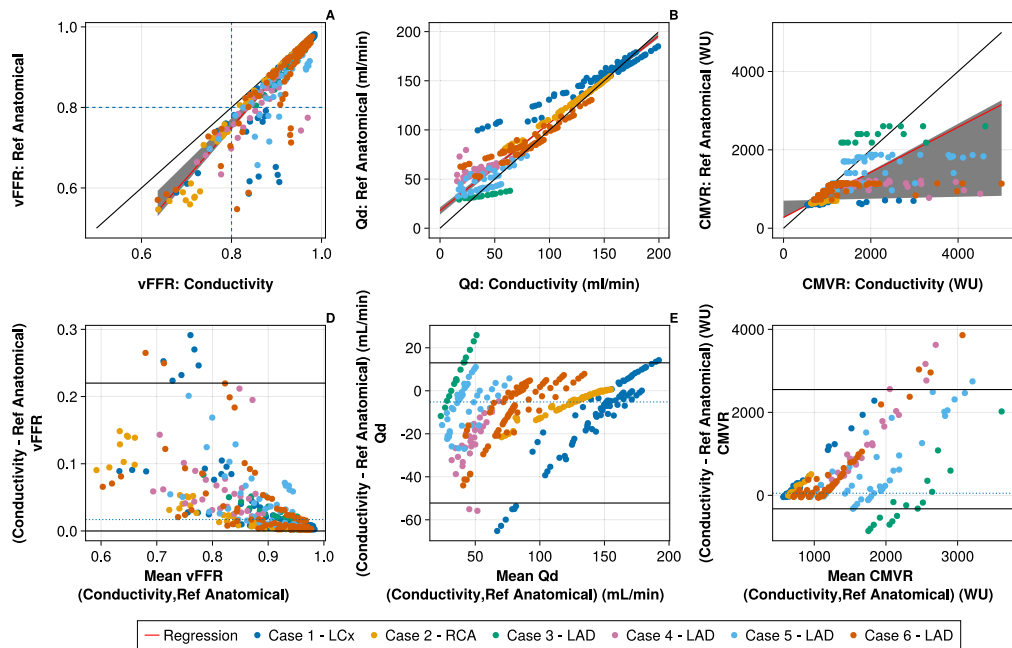 A
B
vFFR: Ref Anatomical
1.0
0.8
0.6
0.6
0.8
1.0
vFFR: Conductivity
Qd: Ref Anatomical (ml/min)
200
150
100
50
0
0
50
100
150
200
Qd: Conductivity (ml/min)
CMVR: Ref Anatomical (WU)
4000
2000
0
0
2000
4000
CMVR: Conductivity (WU)
D
E
(Conductivity - Ref Anatomical)
vFFR
0.3
0.2
0.1
0.0
0.6
0.7
0.8
0.9
1.0
Mean vFFR
(Conductivity,Ref Anatomical)
(Conductivity - Ref Anatomical) (mL/min)
Qd
20
0
-20
-40
-60
50
100
150
200
Mean Qd
(Conductivity,Ref Anatomical) (mL/min)
(Conductivity - Ref Anatomical) (WU)
CMVR
4000
2000
0
1000
2000
3000
Mean CMVR
(Conductivity,Ref Anatomical) (WU)
Regression Case 1 - LCx Case 2 - RCA Case 3 - LAD Case 4 - LAD Case 5 - LAD Case 6 - LAD